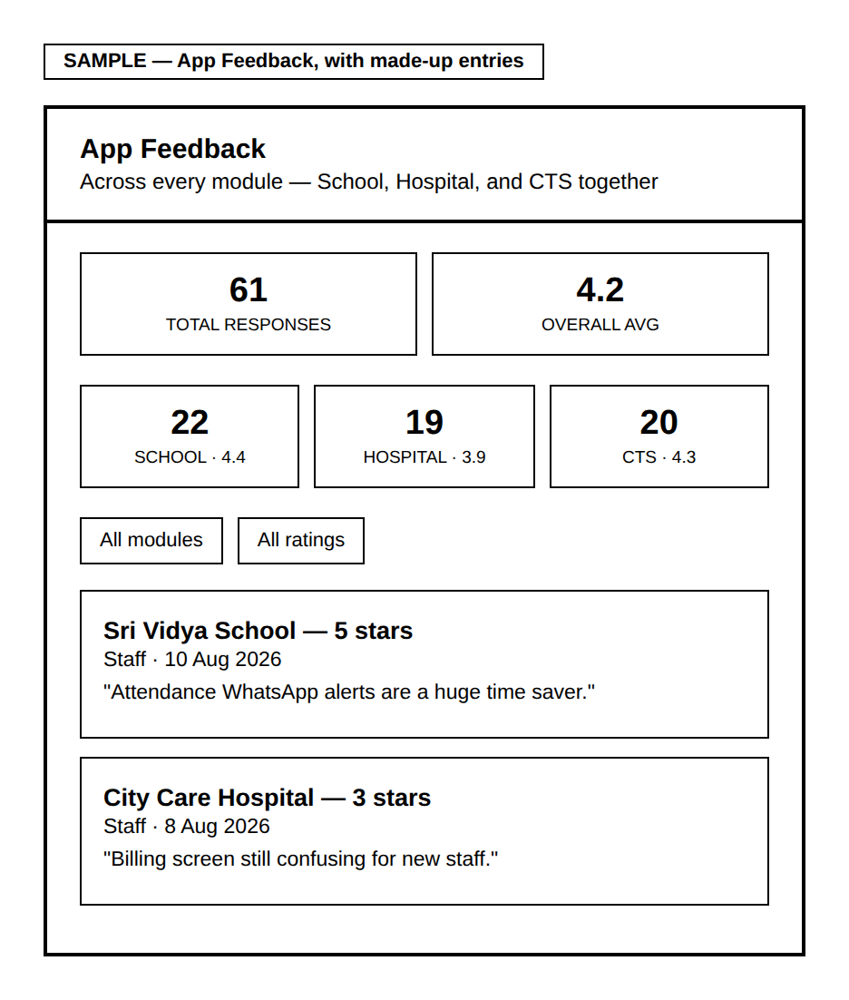 SAMPLE — App Feedback, with made-up entries
App Feedback
Across every module — School, Hospital, and CTS together
61
TOTAL RESPONSES
4.2
OVERALL AVG
22
SCHOOL · 4.4
19
HOSPITAL · 3.9
20
CTS · 4.3
All modules
All ratings
Sri Vidya School — 5 stars
Staff · 10 Aug 2026
"Attendance WhatsApp alerts are a huge time saver."
City Care Hospital — 3 stars
Staff · 8 Aug 2026
"Billing screen still confusing for new staff."